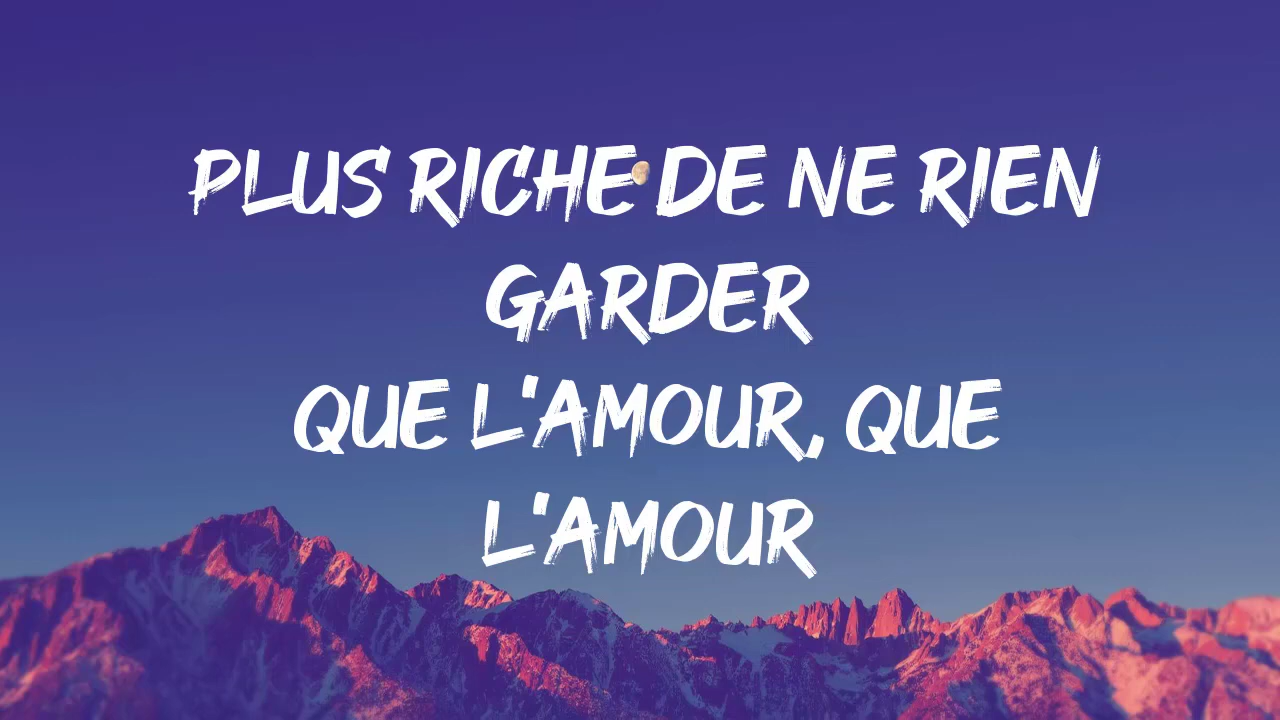 PLUS RICHE DE NE RIEN
GARDER
QUE L'AMOUR, QUE
L'AMOUR